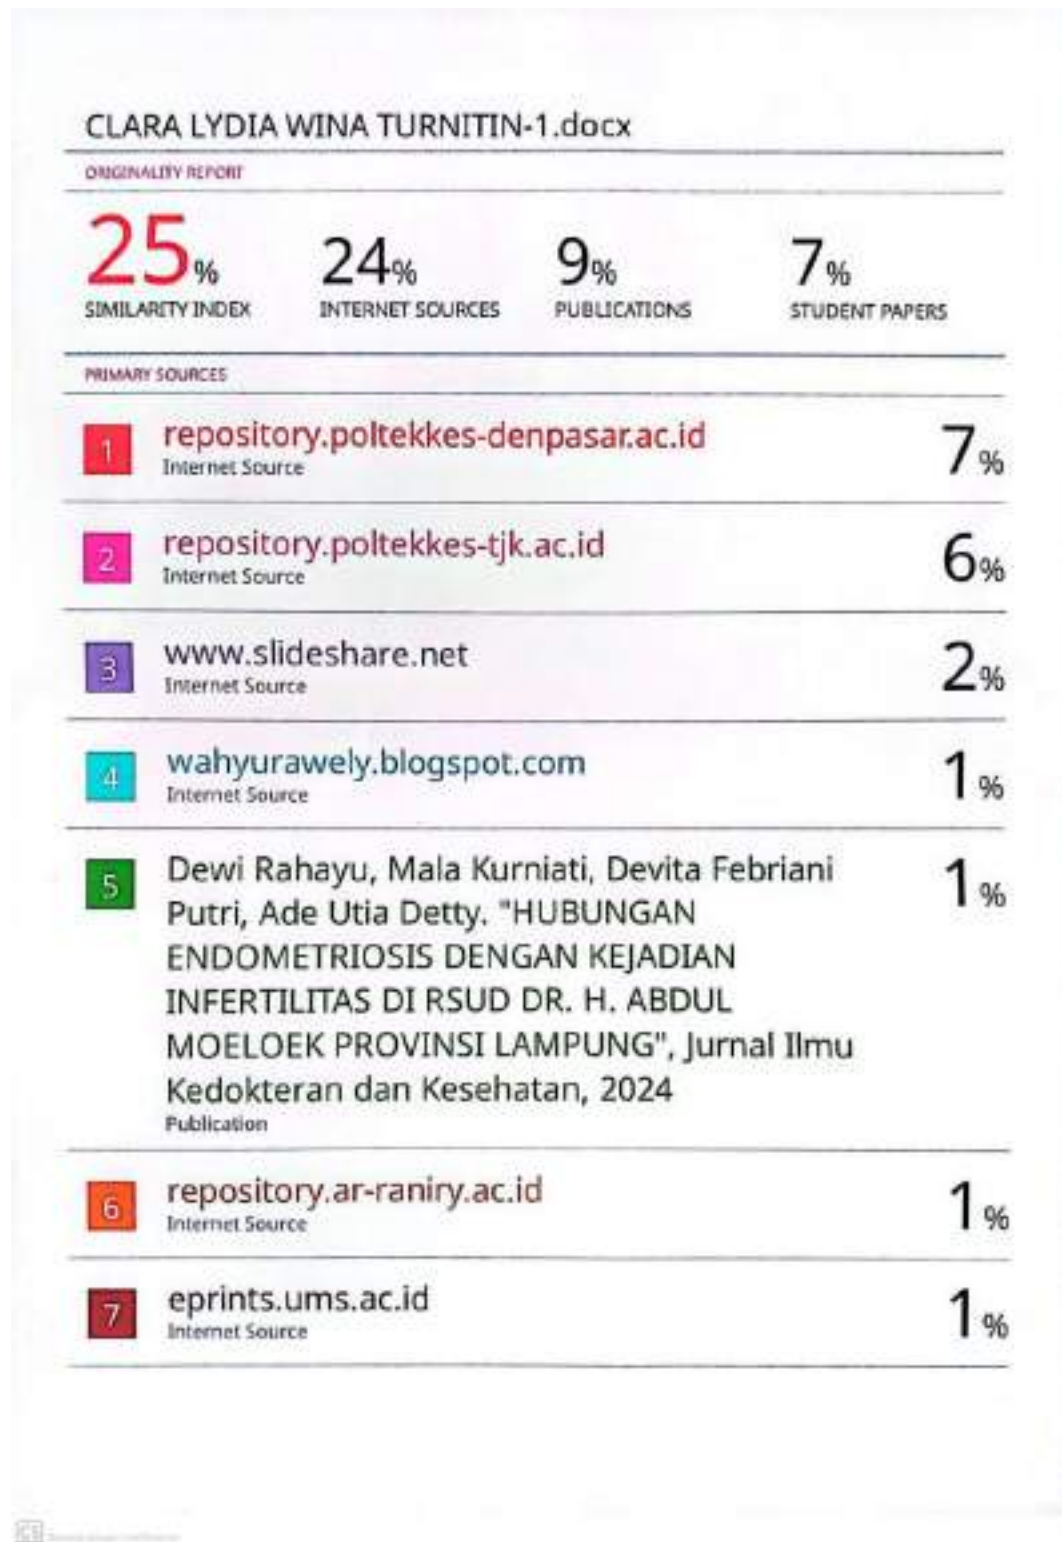 CLARA LYDIA WINA TURNITIN-1.docx
ORIGINALITY REPORT
25%
SIMILARITY INDEX
24%
INTERNET SOURCES
9%
PUBLICATIONS
7%
STUDENT PAPERS
PRIMARY SOURCES
1
repository.poltekkes-denpasar.ac.id
Internet Source
7%
2
repository.poltekkes-tjk.ac.id
Internet Source
6%
3
www.slideshare.net
Internet Source
2%
4
wahyurawely.blogspot.com
Internet Source
1%
5
Dewi Rahayu, Mala Kurniati, Devita Febriani
Putri, Ade Utia Detty. "HUBUNGAN
ENDOMETRIOSIS DENGAN KEJADIAN
INFERTILITAS DI RSUD DR. H. ABDUL
MOELOEK PROVINSI LAMPUNG", Jurnal Ilmu
Kedokteran dan Kesehatan, 2024
Publication
1%
6
repository.ar-raniry.ac.id
Internet Source
1%
7
eprints.ums.ac.id
Internet Source
1%
CS